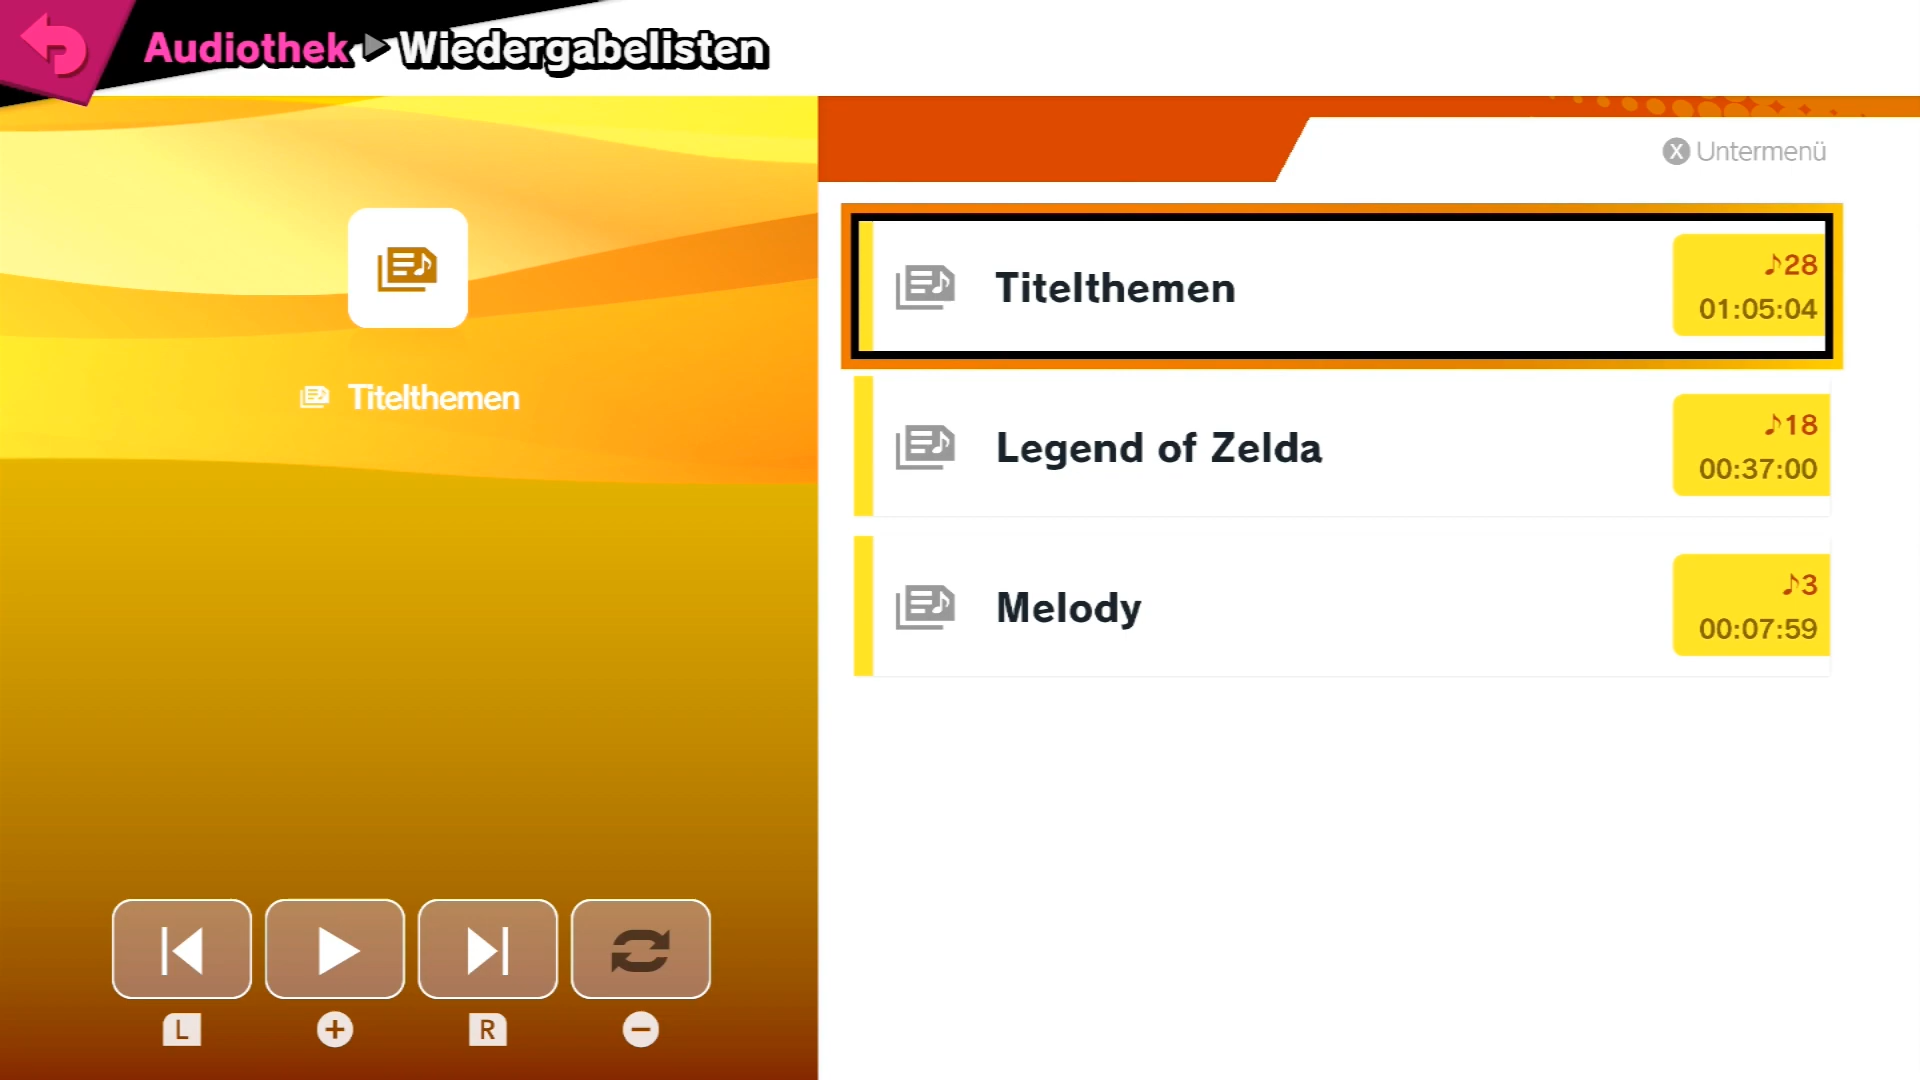 Audiothek ▶ Wiedergabelisten
X Untermenü
Titelthemen
Titelthemen
♪28
01:05:04
Legend of Zelda
♪18
00:37:00
Melody
♪3
00:07:59
L + R −